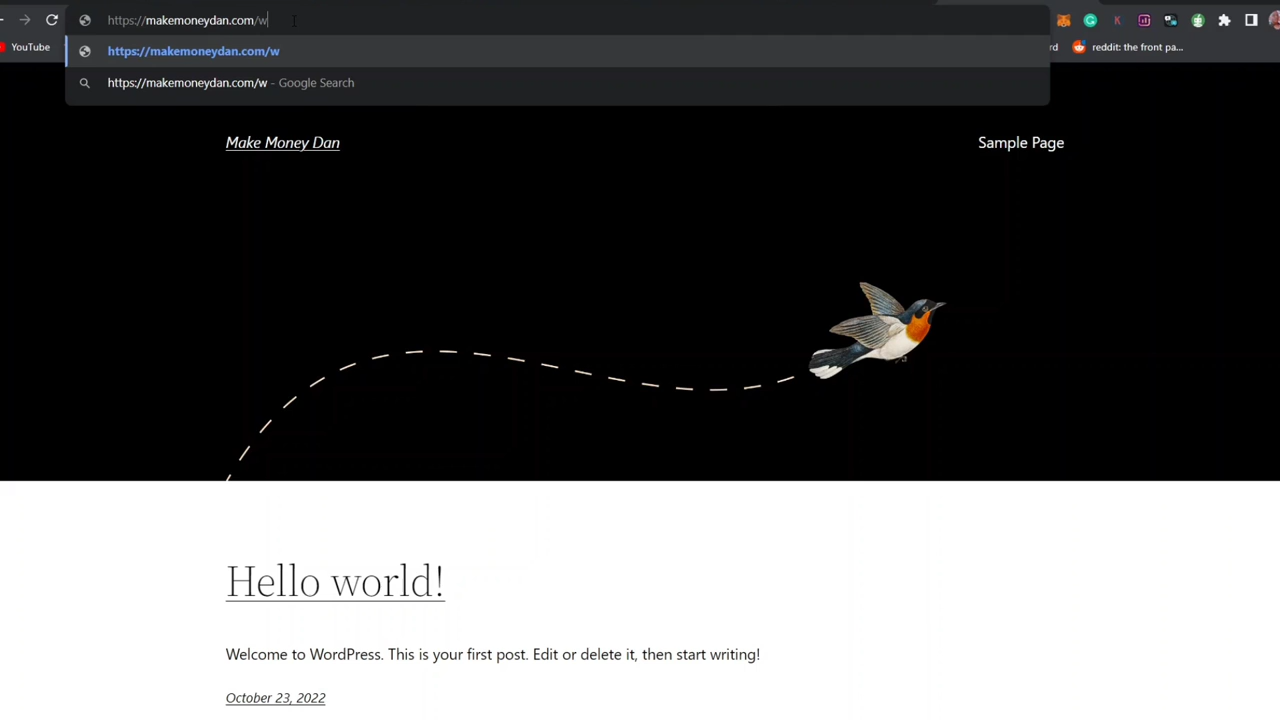 https://makemoneydan.com/w
YouTube
https://makemoneydan.com/w
rd
reddit: the front pa...
https://makemoneydan.com/w - Google Search
Make Money Dan
Sample Page
Hello world!
Welcome to WordPress. This is your first post. Edit or delete it, then start writing!
October 23, 2022